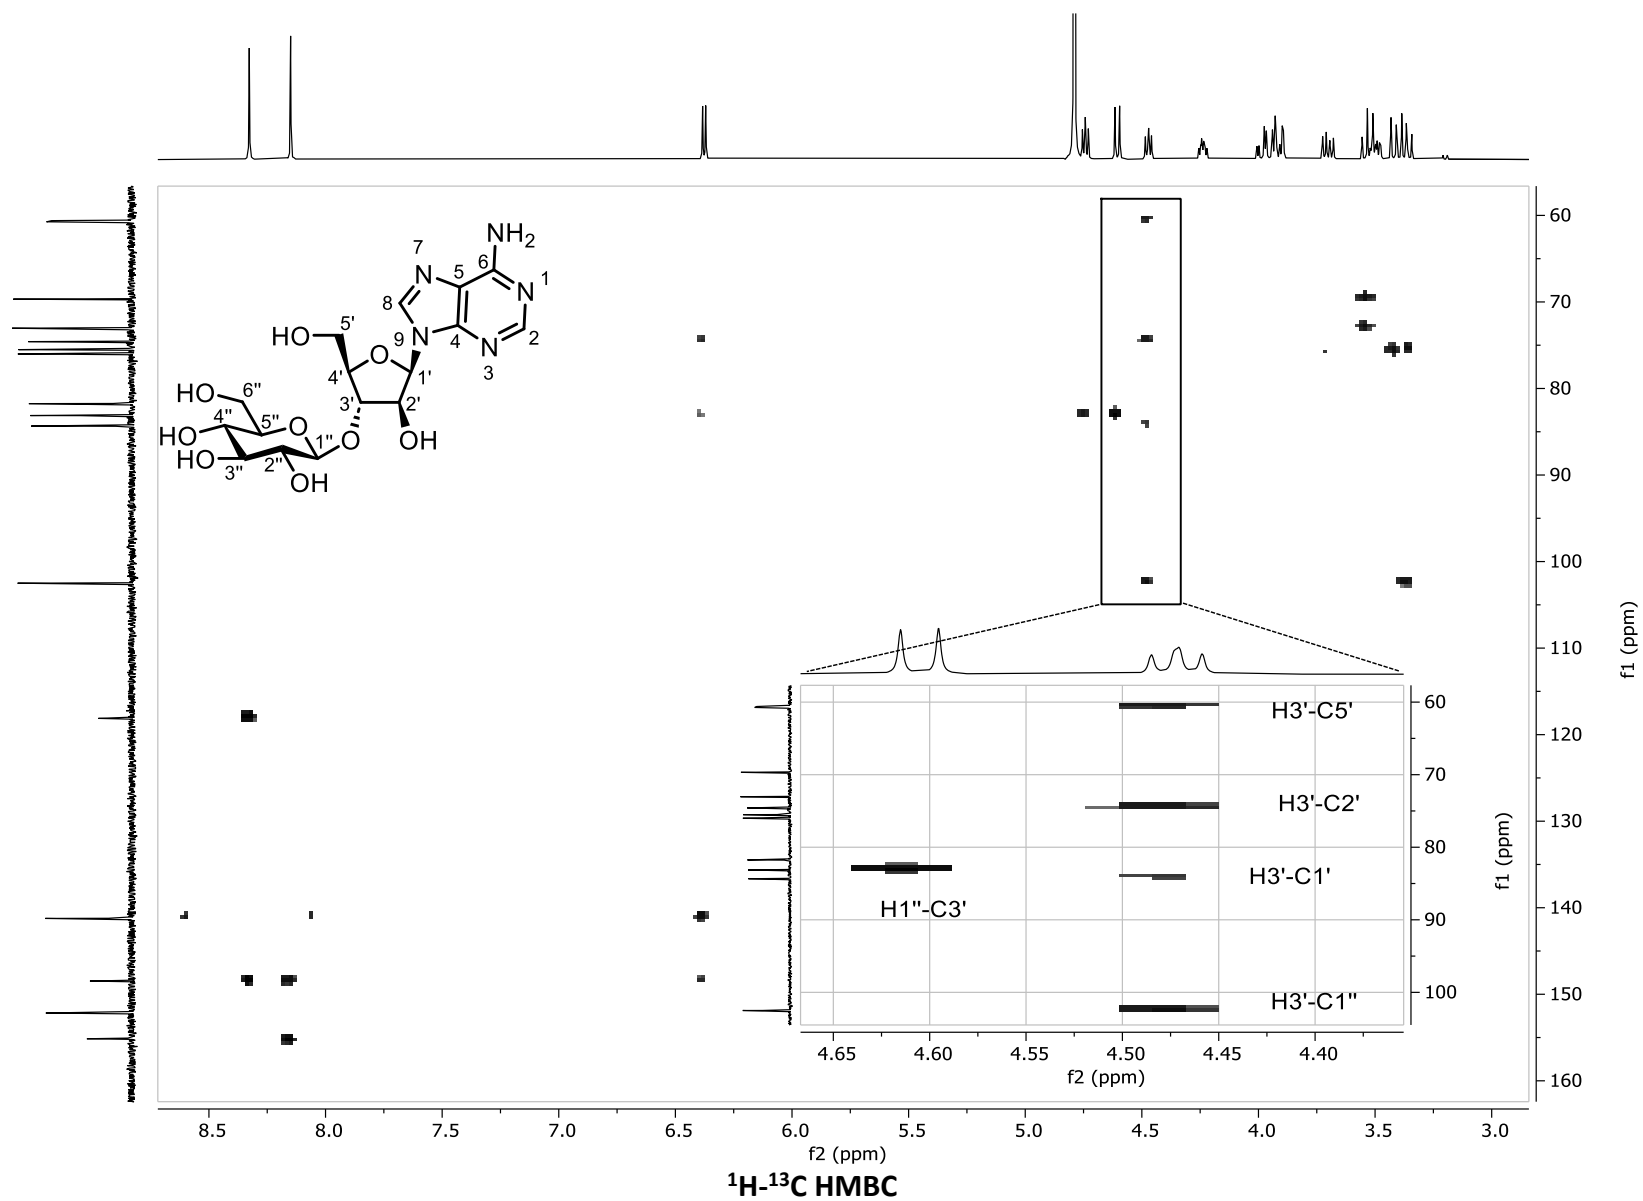 NH2
7
6
N
5
1
N
8
N
9
4
N
2
3
HO
5'
O
4'
1'
3'
2'
HO
6"
4"
5"
O
1"
O
OH
HO
HO
3"
2"
OH
60
70
80
90
100
110
120
130
140
150
160
f1 (ppm)
H3'-C5'
H3'-C2'
H3'-C1'
H1"-C3'
H3'-C1"
60
70
80
90
100
f1 (ppm)
4.65 4.60 4.55 4.50 4.45 4.40
f2 (ppm)
8.5 8.0 7.5 7.0 6.5 6.0 5.5 5.0 4.5 4.0 3.5 3.0
f2 (ppm)
1H-13C HMBC